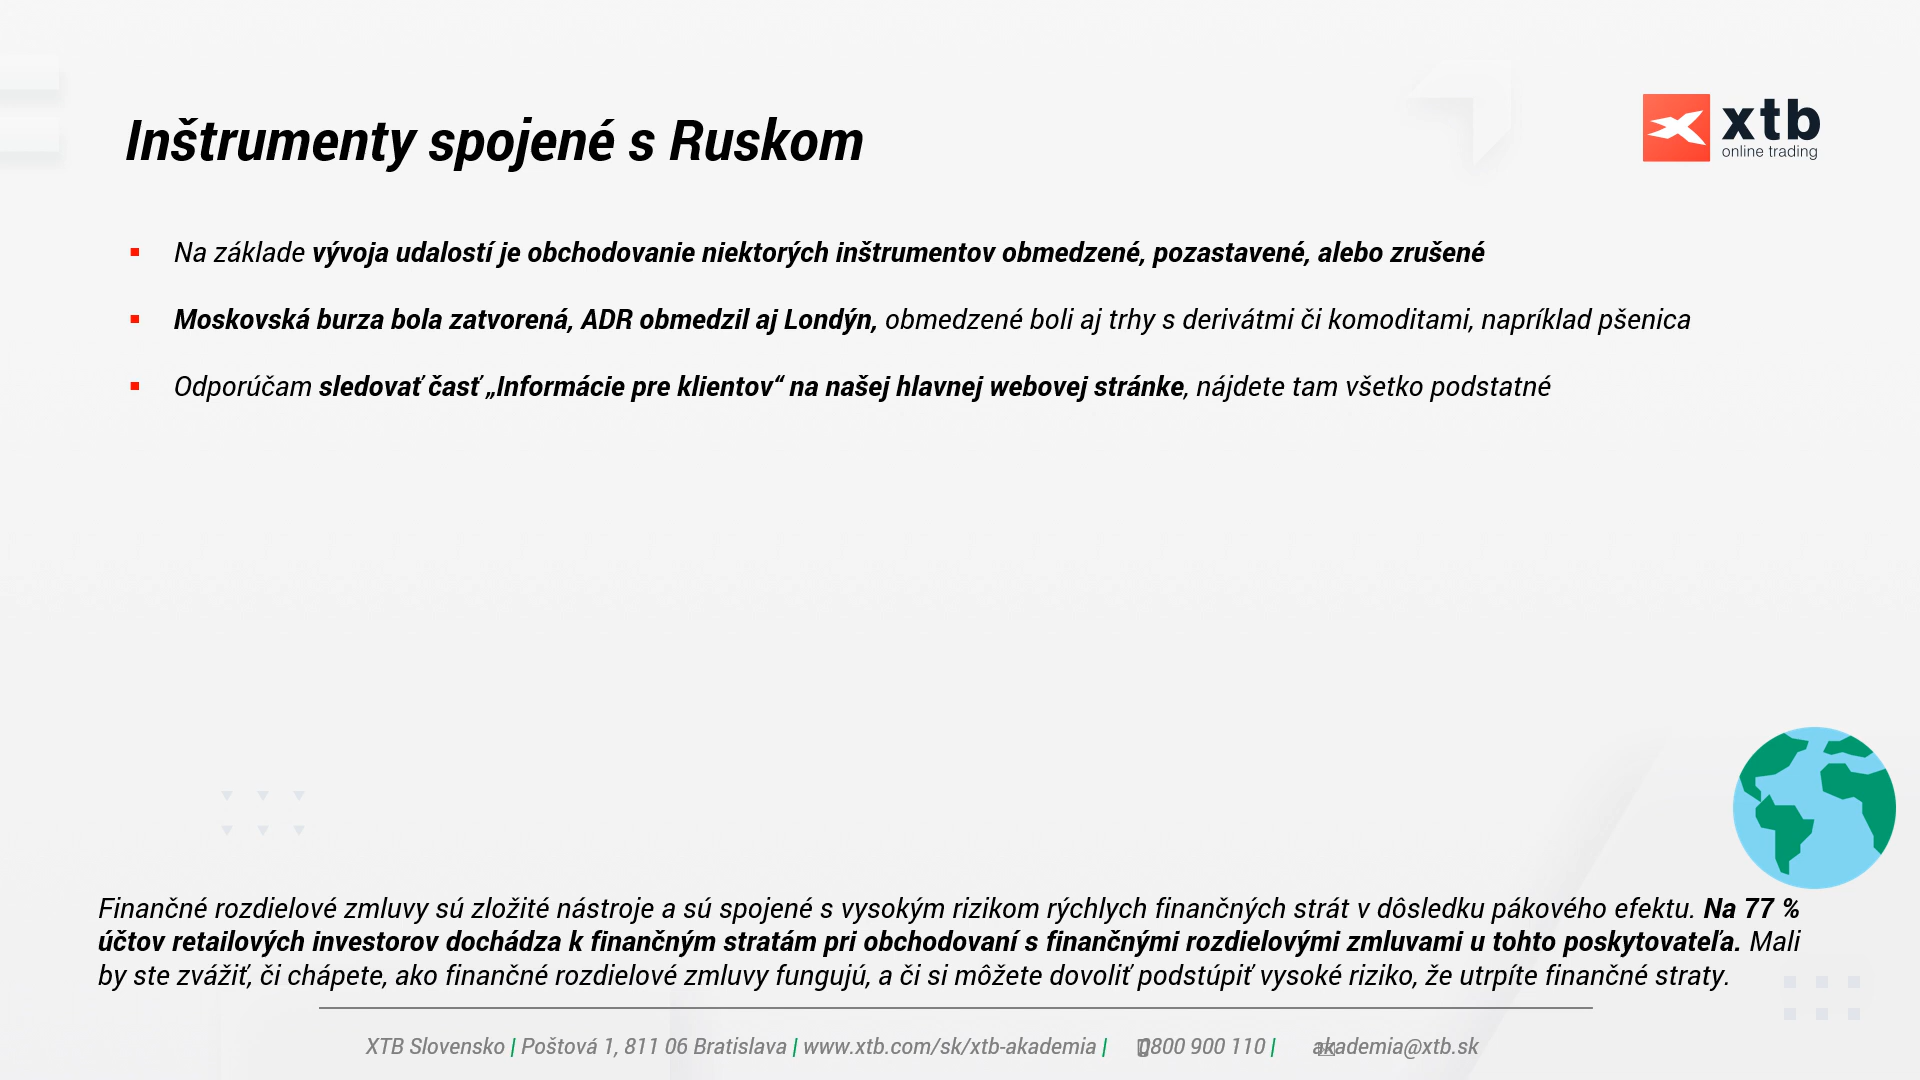 Inštrumenty spojené s Ruskom
xtb
online trading
Na základe vývoja udalostí je obchodovanie niektorých inštrumentov obmedzené, pozastavené, alebo zrušené
Moskovská burza bola zatvorená, ADR obmedzil aj Londýn, obmedzené boli aj trhy s derivátmi či komoditami, napríklad pšenica
Odporúčam sledovať časť „Informácie pre klientov“ na našej hlavnej webovej stránke, nájdete tam všetko podstatné
Finančné rozdielové zmluvy sú zložité nástroje a sú spojené s vysokým rizikom rýchlych finančných strát v dôsledku pákového efektu. Na 77 %
účtov retailových investorov dochádza k finančným stratám pri obchodovaní s finančnými rozdielovými zmluvami u tohto poskytovateľa. Mali
by ste zvážiť, či chápete, ako finančné rozdielové zmluvy fungujú, a či si môžete dovoliť podstúpiť vysoké riziko, že utrpíte finančné straty.
XTB Slovensko | Poštová 1, 811 06 Bratislava | www.xtb.com/sk/xtb-akademia | 0800 900 110 | akademia@xtb.sk